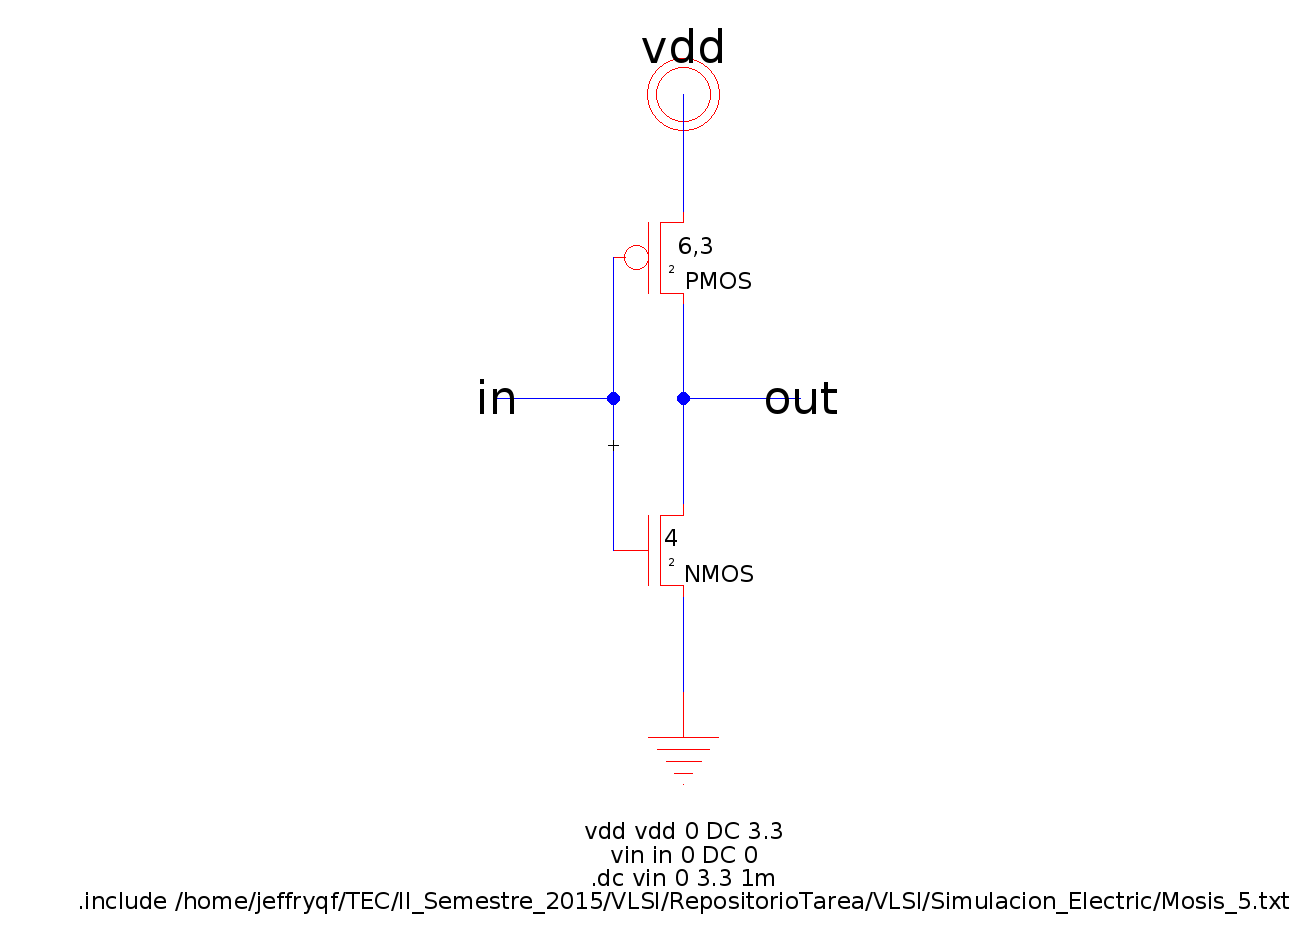 vdd
6,3
2
PMOS
in
out
4
2
NMOS
vdd vdd 0 DC 3.3
vin in 0 DC 0
.dc vin 0 3.3 1m
.include /home/jeffryqf/TEC/II_Semestre_2015/VLSI/RepositorioTarea/VLSI/Simulacion_Electric/Mosis_5.txt